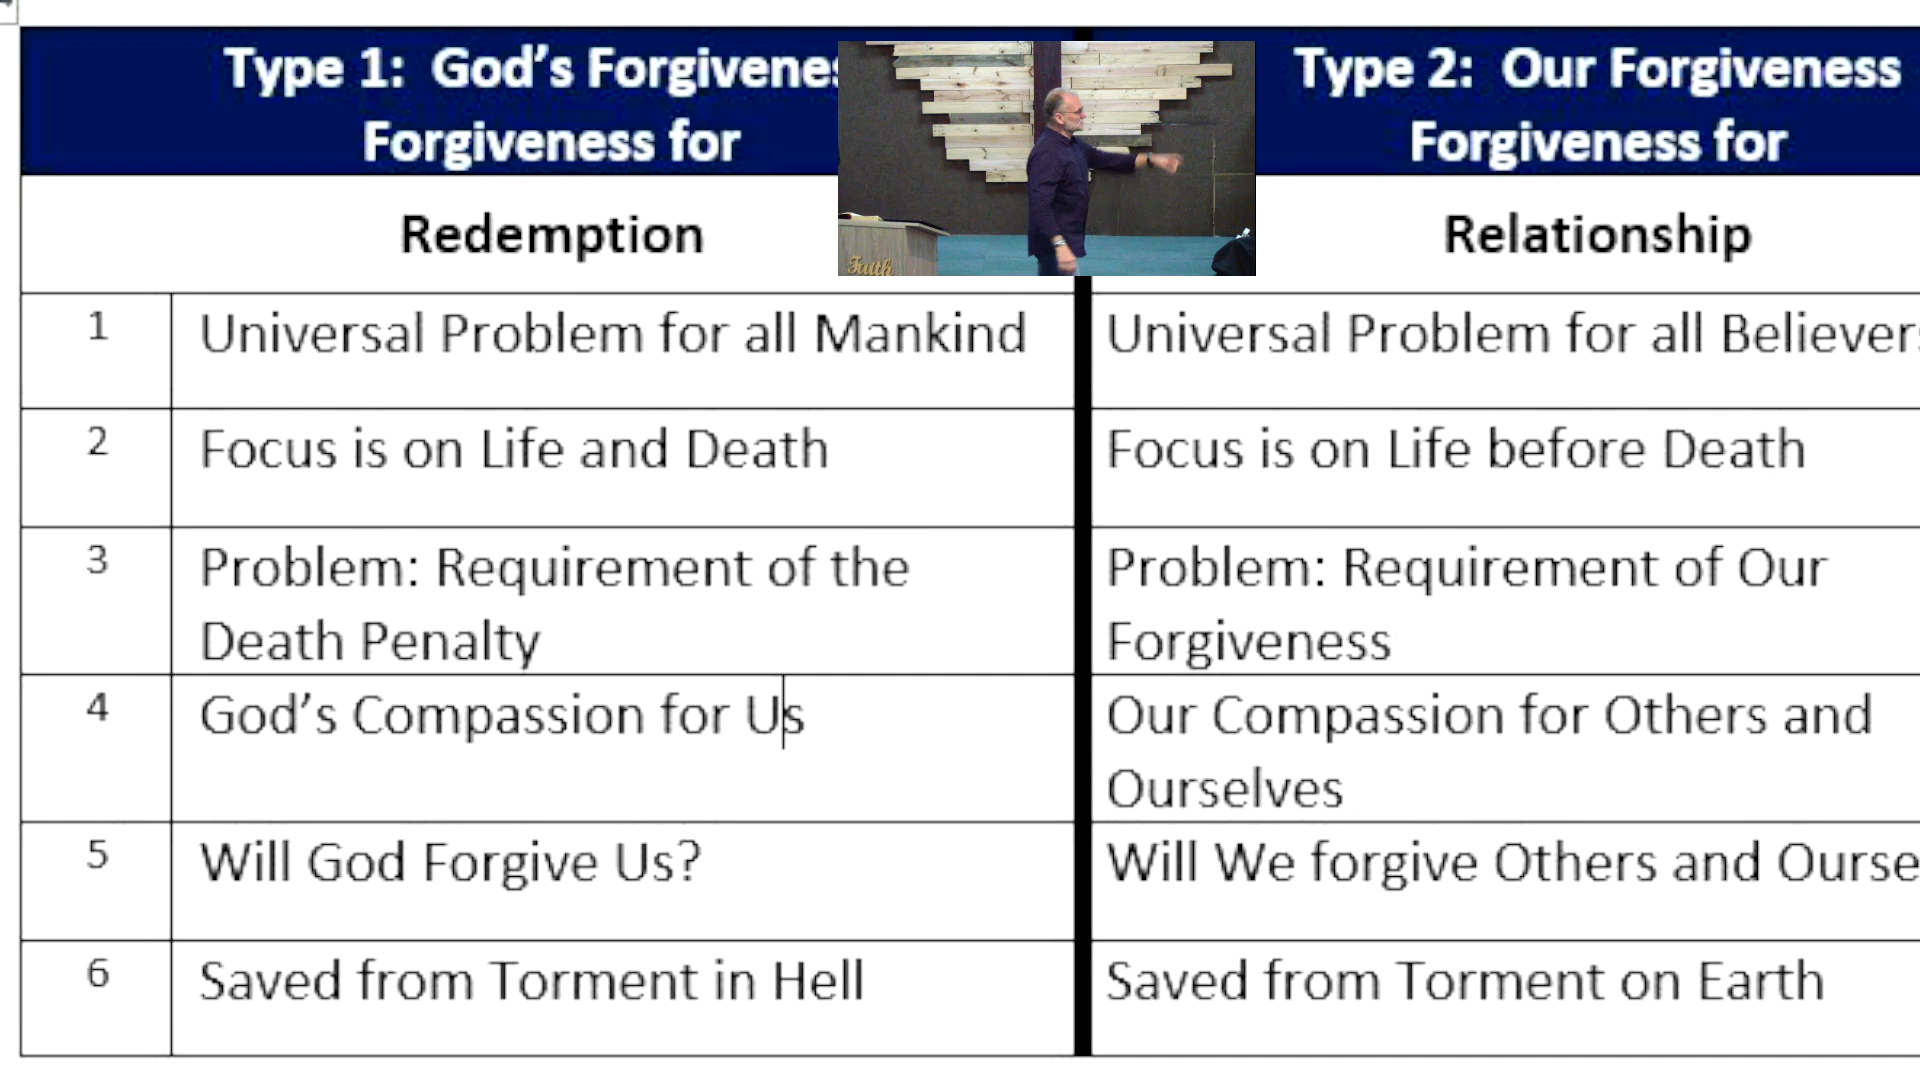 Type 1: God's
Forgiveness for
Redemption
Type 2: Our Forgiveness
Forgiveness for
Relationship
Faith
1
Universal Problem for all Mankind
Universal Problem for all
2
Focus is on Life and Death
Focus is on Life before Death
3
Problem: Requirement of the
Death Penalty
Problem: Requirement of Our
Forgiveness
4
God's Compassion for Us
Our Compassion for Others and
Ourselves
5
Will God Forgive Us?
Will We forgive Others and
6
Saved from Torment in Hell
Saved from Torment on Earth